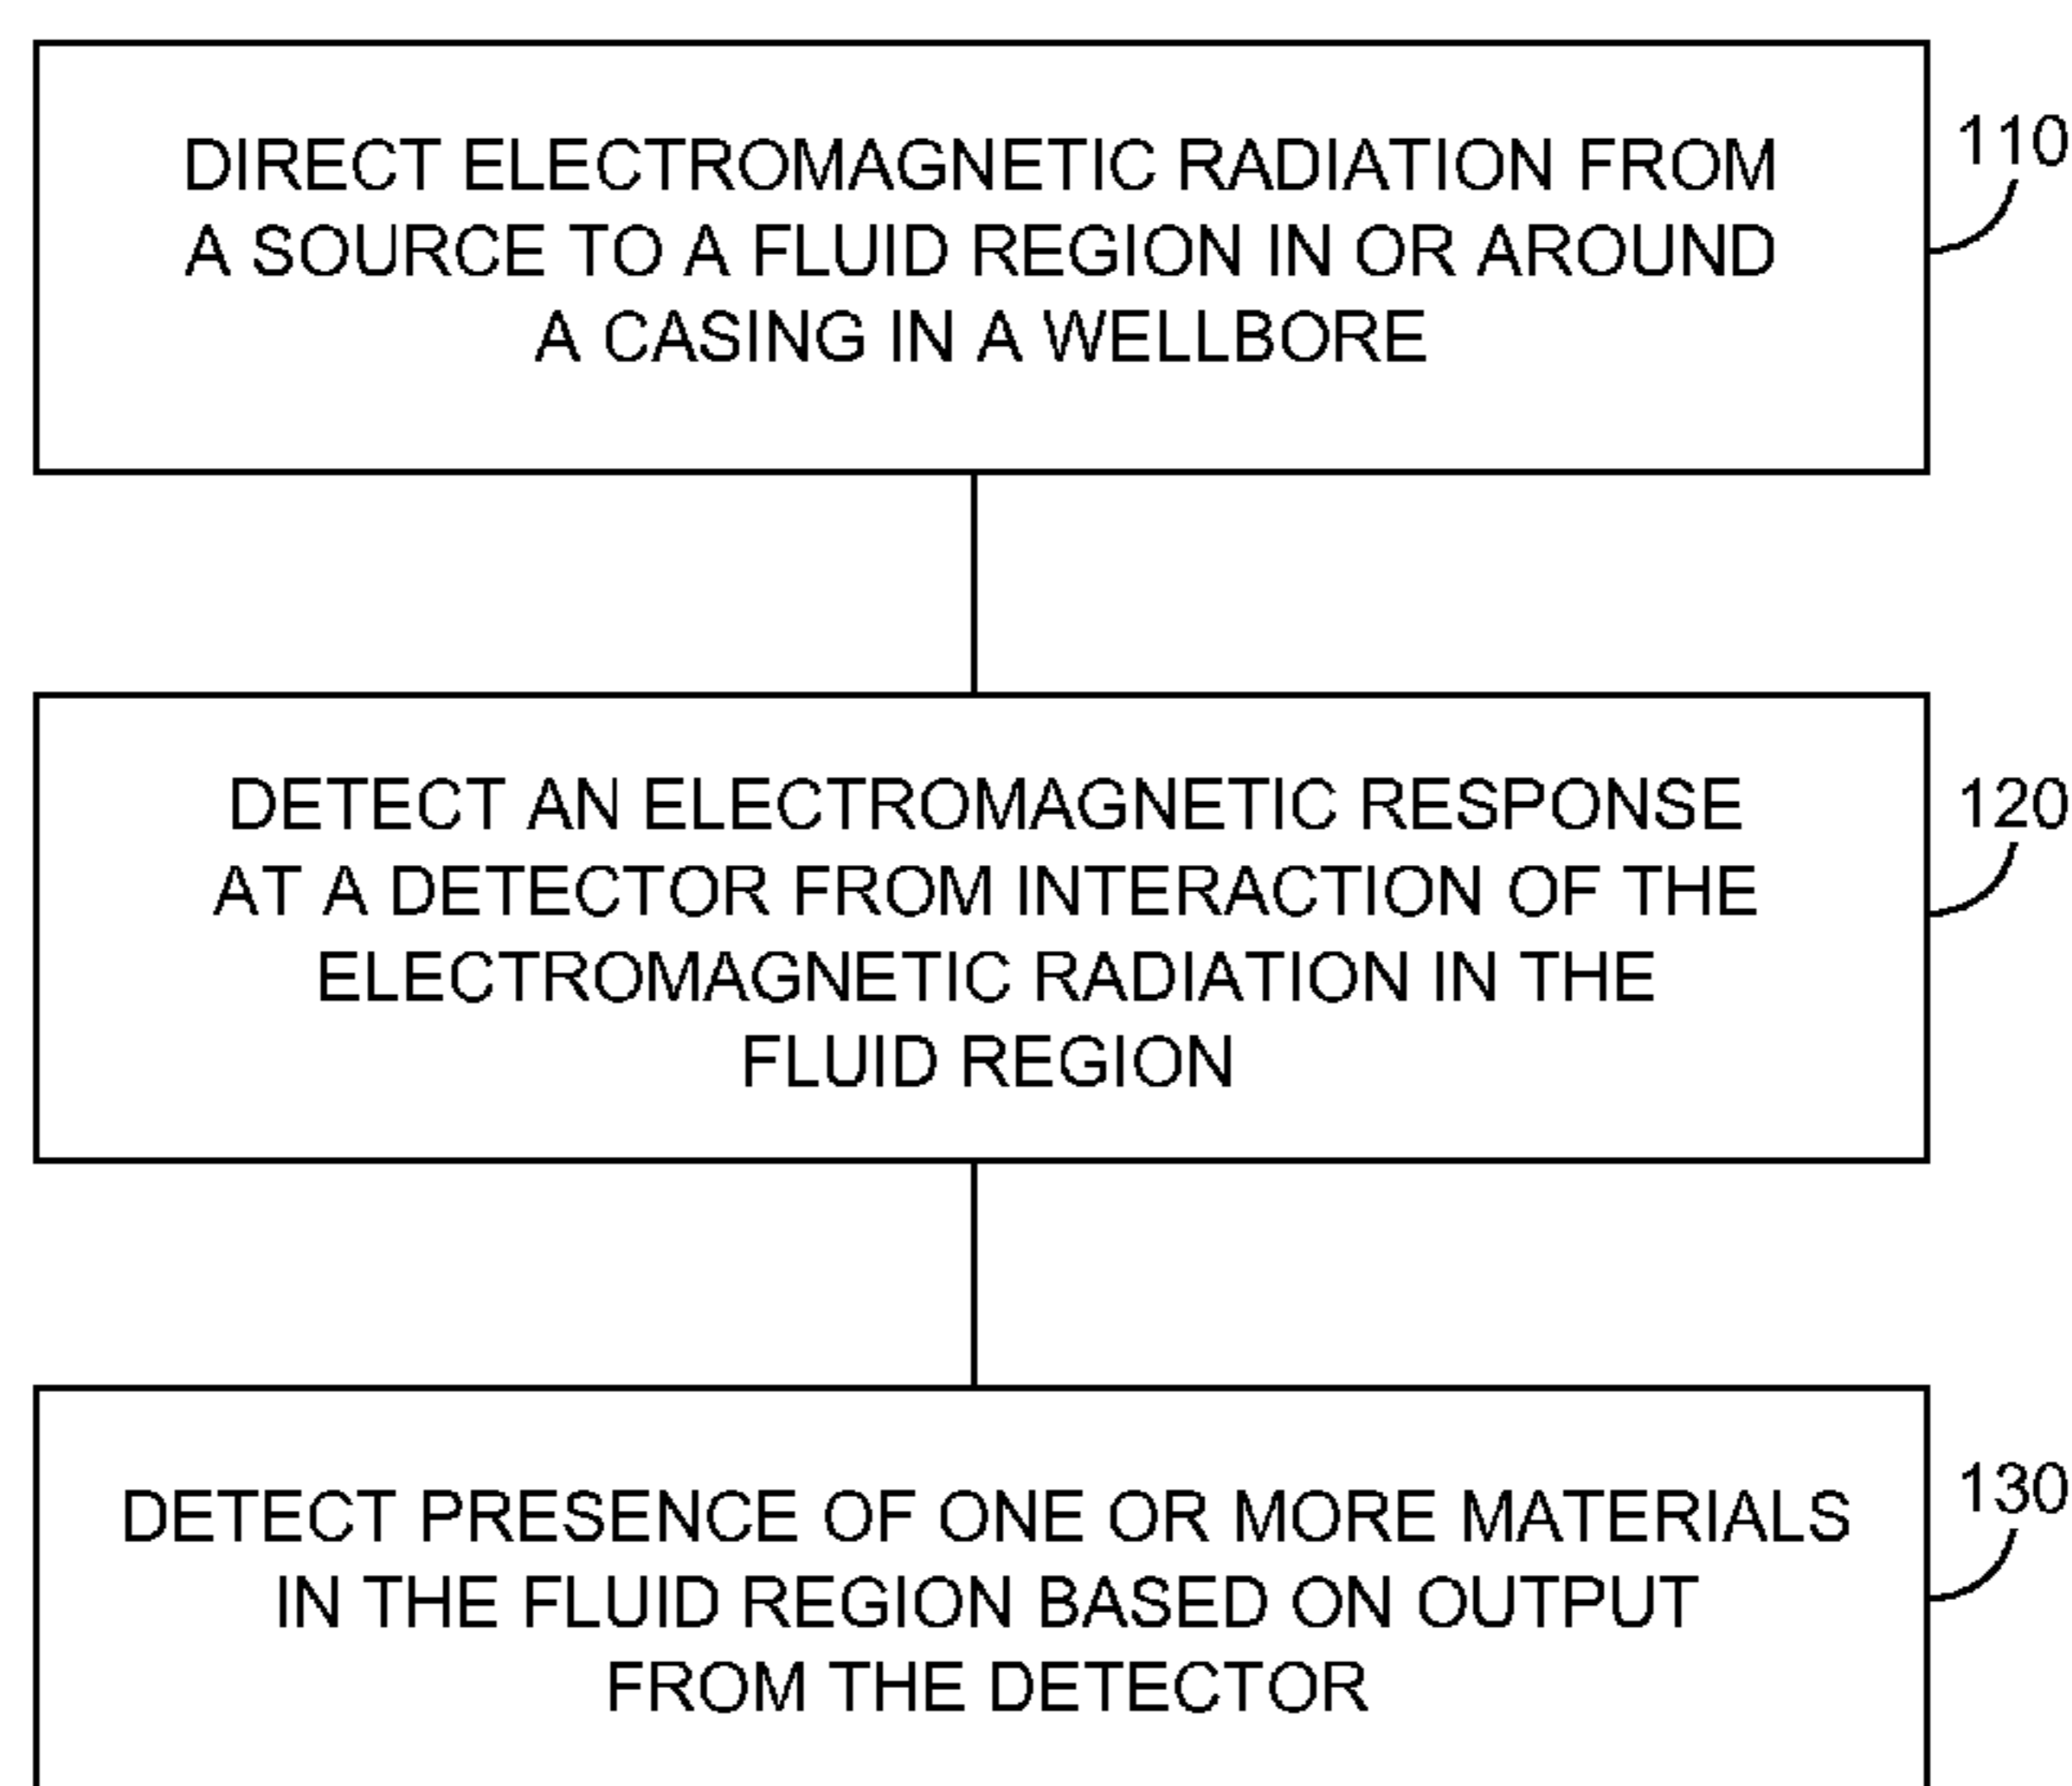 DIRECT ELECTROMAGNETIC RADIATION FROM
A SOURCE TO A FLUID REGION IN OR AROUND
A CASING IN A WELLBORE
110
DETECT AN ELECTROMAGNETIC RESPONSE
AT A DETECTOR FROM INTERACTION OF THE
ELECTROMAGNETIC RADIATION IN THE
FLUID REGION
120
DETECT PRESENCE OF ONE OR MORE MATERIALS
IN THE FLUID REGION BASED ON OUTPUT
FROM THE DETECTOR
130